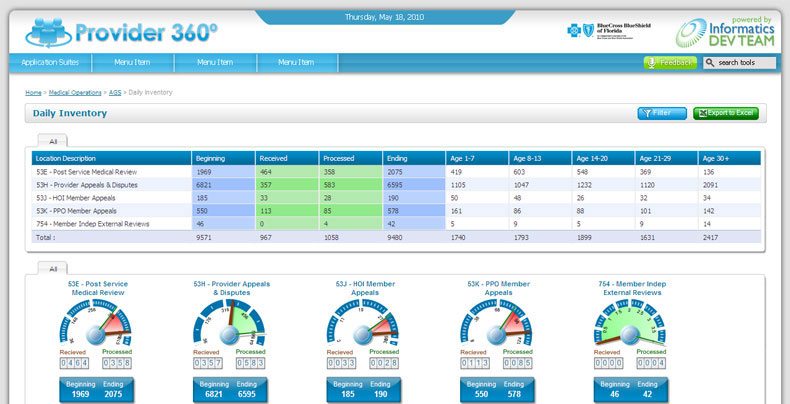 Thursday, May 18, 2010
Provider 360°
BlueCross BlueShield
of Florida
powered by
Informatics
DEV TEAM
Application Suites Menu Item Menu Item Menu Item Feedback search tools
Home > Medical Operations > AGS > Daily Inventory
Daily Inventory Filter Export to Excel
All
Location Description Beginning Received Processed Ending Age 1-7 Age 8-13 Age 14-20 Age 21-29 Age 30+
53E - Post Service Medical Review 1969 464 358 2075 419 603 548 369 136
53H - Provider Appeals & Disputes 6821 357 583 6595 1105 1047 1232 1120 2091
53J - HOI Member Appeals 185 33 28 190 50 48 26 32 34
53K - PPO Member Appeals 550 113 85 578 161 86 88 101 142
754 - Member Indep External Reviews 46 0 4 42 5 9 5 9 14
Total : 9571 967 1058 9480 1740 1793 1899 1631 2417
All
53E - Post Service Medical Review
53H - Provider Appeals & Disputes
53J - HOI Member Appeals
53K - PPO Member Appeals
754 - Member Indep External Reviews
Recieved Processed Recieved Processed Recieved Processed Recieved Processed Recieved Processed
0464 0358 0357 0583 0033 0028 0113 0085 0000 0004
Beginning Ending Beginning Ending Beginning Ending Beginning Ending Beginning Ending
1969 2075 6821 6595 185 190 550 578 46 42